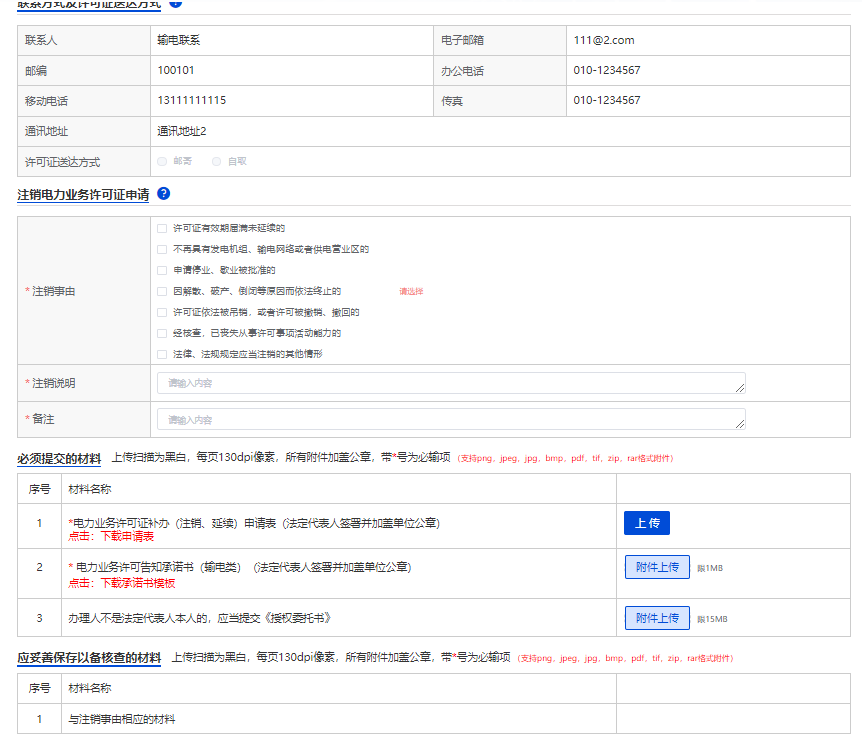 联系方式及许可证送达方式 ?
联系人 输电联系 电子邮箱 111@2.com
邮编 100101 办公电话 010-1234567
移动电话 13111111115 传真 010-1234567
通讯地址 通讯地址2
许可证送达方式 邮寄 自取
注销电力业务许可证申请 ?
许可证有效期届满未延续的
不再具有发电机组、输电网络或者供电营业区的
申请停业、歇业被批准的
* 注销事由 因解散、破产、倒闭等原因而依法终止的 请选择
许可证依法被吊销，或者许可被撤销、撤回的
经核查，已丧失从事许可事项活动能力的
法律、法规规定应当注销的其他情形
* 注销说明 请输入内容
* 备注 请输入内容
必须提交的材料 上传扫描为黑白，每页130dpi像素，所有附件加盖公章，带*号为必输项 （支持png，jpeg，jpg，bmp，pdf，tif，zip，rar格式附件）
序号 材料名称
1 *电力业务许可证补办（注销、延续）申请表（法定代表人签署并加盖单位公章） 上 传
点击：下载申请表
2 * 电力业务许可告知承诺书（输电类）（法定代表人签署并加盖单位公章） 附件上传 限1MB
点击：下载承诺书模板
3 办理人不是法定代表人本人的，应当提交《授权委托书》 附件上传 限15MB
应妥善保存以备核查的材料 上传扫描为黑白，每页130dpi像素，所有附件加盖公章，带*号为必输项 （支持png，jpeg，jpg，bmp，pdf，tif，zip，rar格式附件）
序号 材料名称
1 与注销事由相应的材料